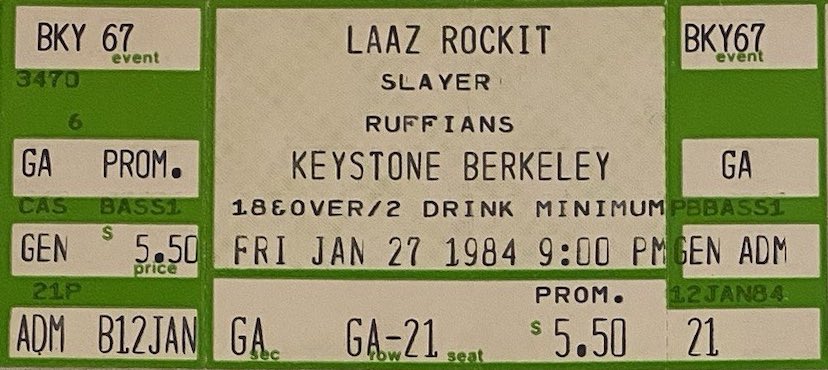 BKY 67
event
3470
6
GA PROM.
CAS BASS1
GEN $ 5.50
price
21P
ADM B12JAN
LAAZ ROCKIT
SLAYER
RUFFIANS
KEYSTONE BERKELEY
18&OVER/2 DRINK MINIMUM
FRI JAN 27 1984 9:00 PM
PROM.
GA GA-21 $ 5.50
sec row seat
BKY67
event
GA
PBBASS1
GEN ADM
12JAN84
21